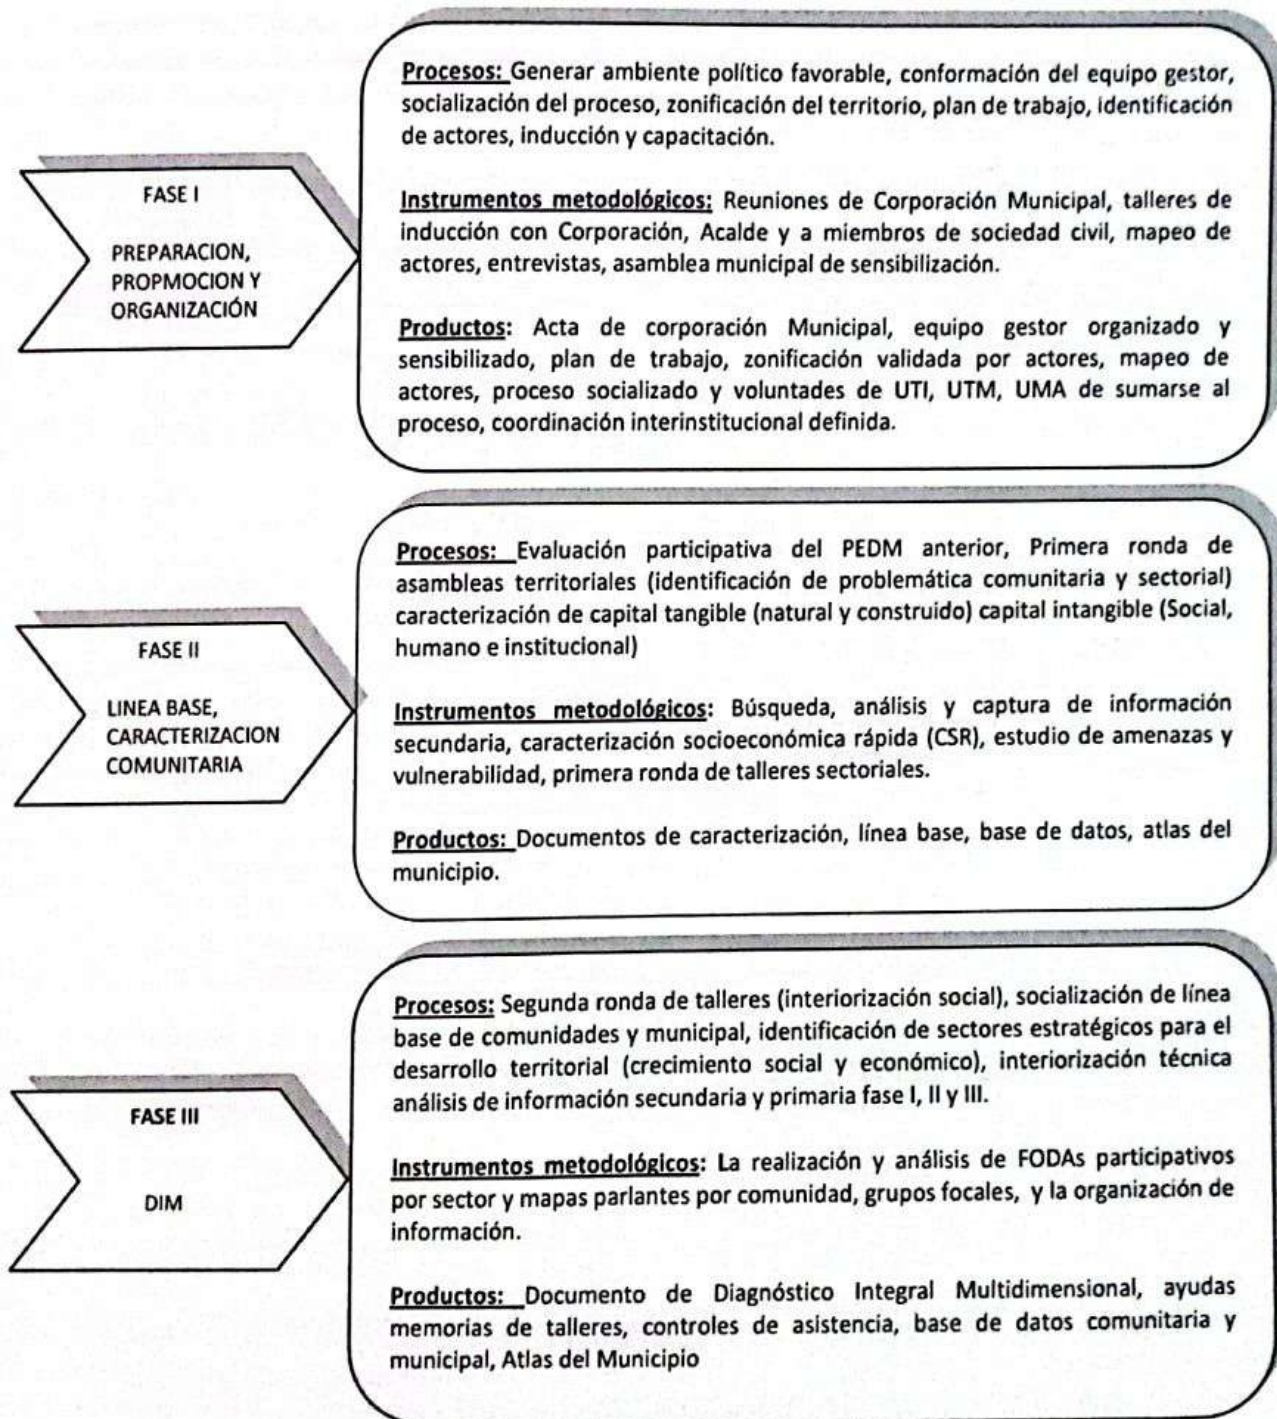 Procesos: Generar ambiente político favorable, conformación del equipo gestor,
socialización del proceso, zonificación del territorio, plan de trabajo, identificación
de actores, inducción y capacitación.
FASE I
PREPARACION,
PROPMOCION Y
ORGANIZACIÓN
Instrumentos metodológicos: Reuniones de Corporación Municipal, talleres de
inducción con Corporación, Acalde y a miembros de sociedad civil, mapeo de
actores, entrevistas, asamblea municipal de sensibilización.
Productos: Acta de corporación Municipal, equipo gestor organizado y
sensibilizado, plan de trabajo, zonificación validada por actores, mapeo de
actores, proceso socializado y voluntades de UTI, UTM, UMA de sumarse al
proceso, coordinación interinstitucional definida.
Procesos: Evaluación participativa del PEDM anterior, Primera ronda de
asambleas territoriales (identificación de problemática comunitaria y sectorial)
caracterización de capital tangible (natural y construido) capital intangible (Social,
humano e institucional)
FASE II
LINEA BASE,
CARACTERIZACION
COMUNITARIA
Instrumentos metodológicos: Búsqueda, análisis y captura de información
secundaria, caracterización socioeconómica rápida (CSR), estudio de amenazas y
vulnerabilidad, primera ronda de talleres sectoriales.
Productos: Documentos de caracterización, línea base, base de datos, atlas del
municipio.
Procesos: Segunda ronda de talleres (interiorización social), socialización de línea
base de comunidades y municipal, identificación de sectores estratégicos para el
desarrollo territorial (crecimiento social y económico), interiorización técnica
análisis de información secundaria y primaria fase I, II y III.
FASE III
DIM
Instrumentos metodológicos: La realización y análisis de FODAs participativos
por sector y mapas parlantes por comunidad, grupos focales, y la organización de
información.
Productos: Documento de Diagnóstico Integral Multidimensional, ayudas
memorias de talleres, controles de asistencia, base de datos comunitaria y
municipal, Atlas del Municipio